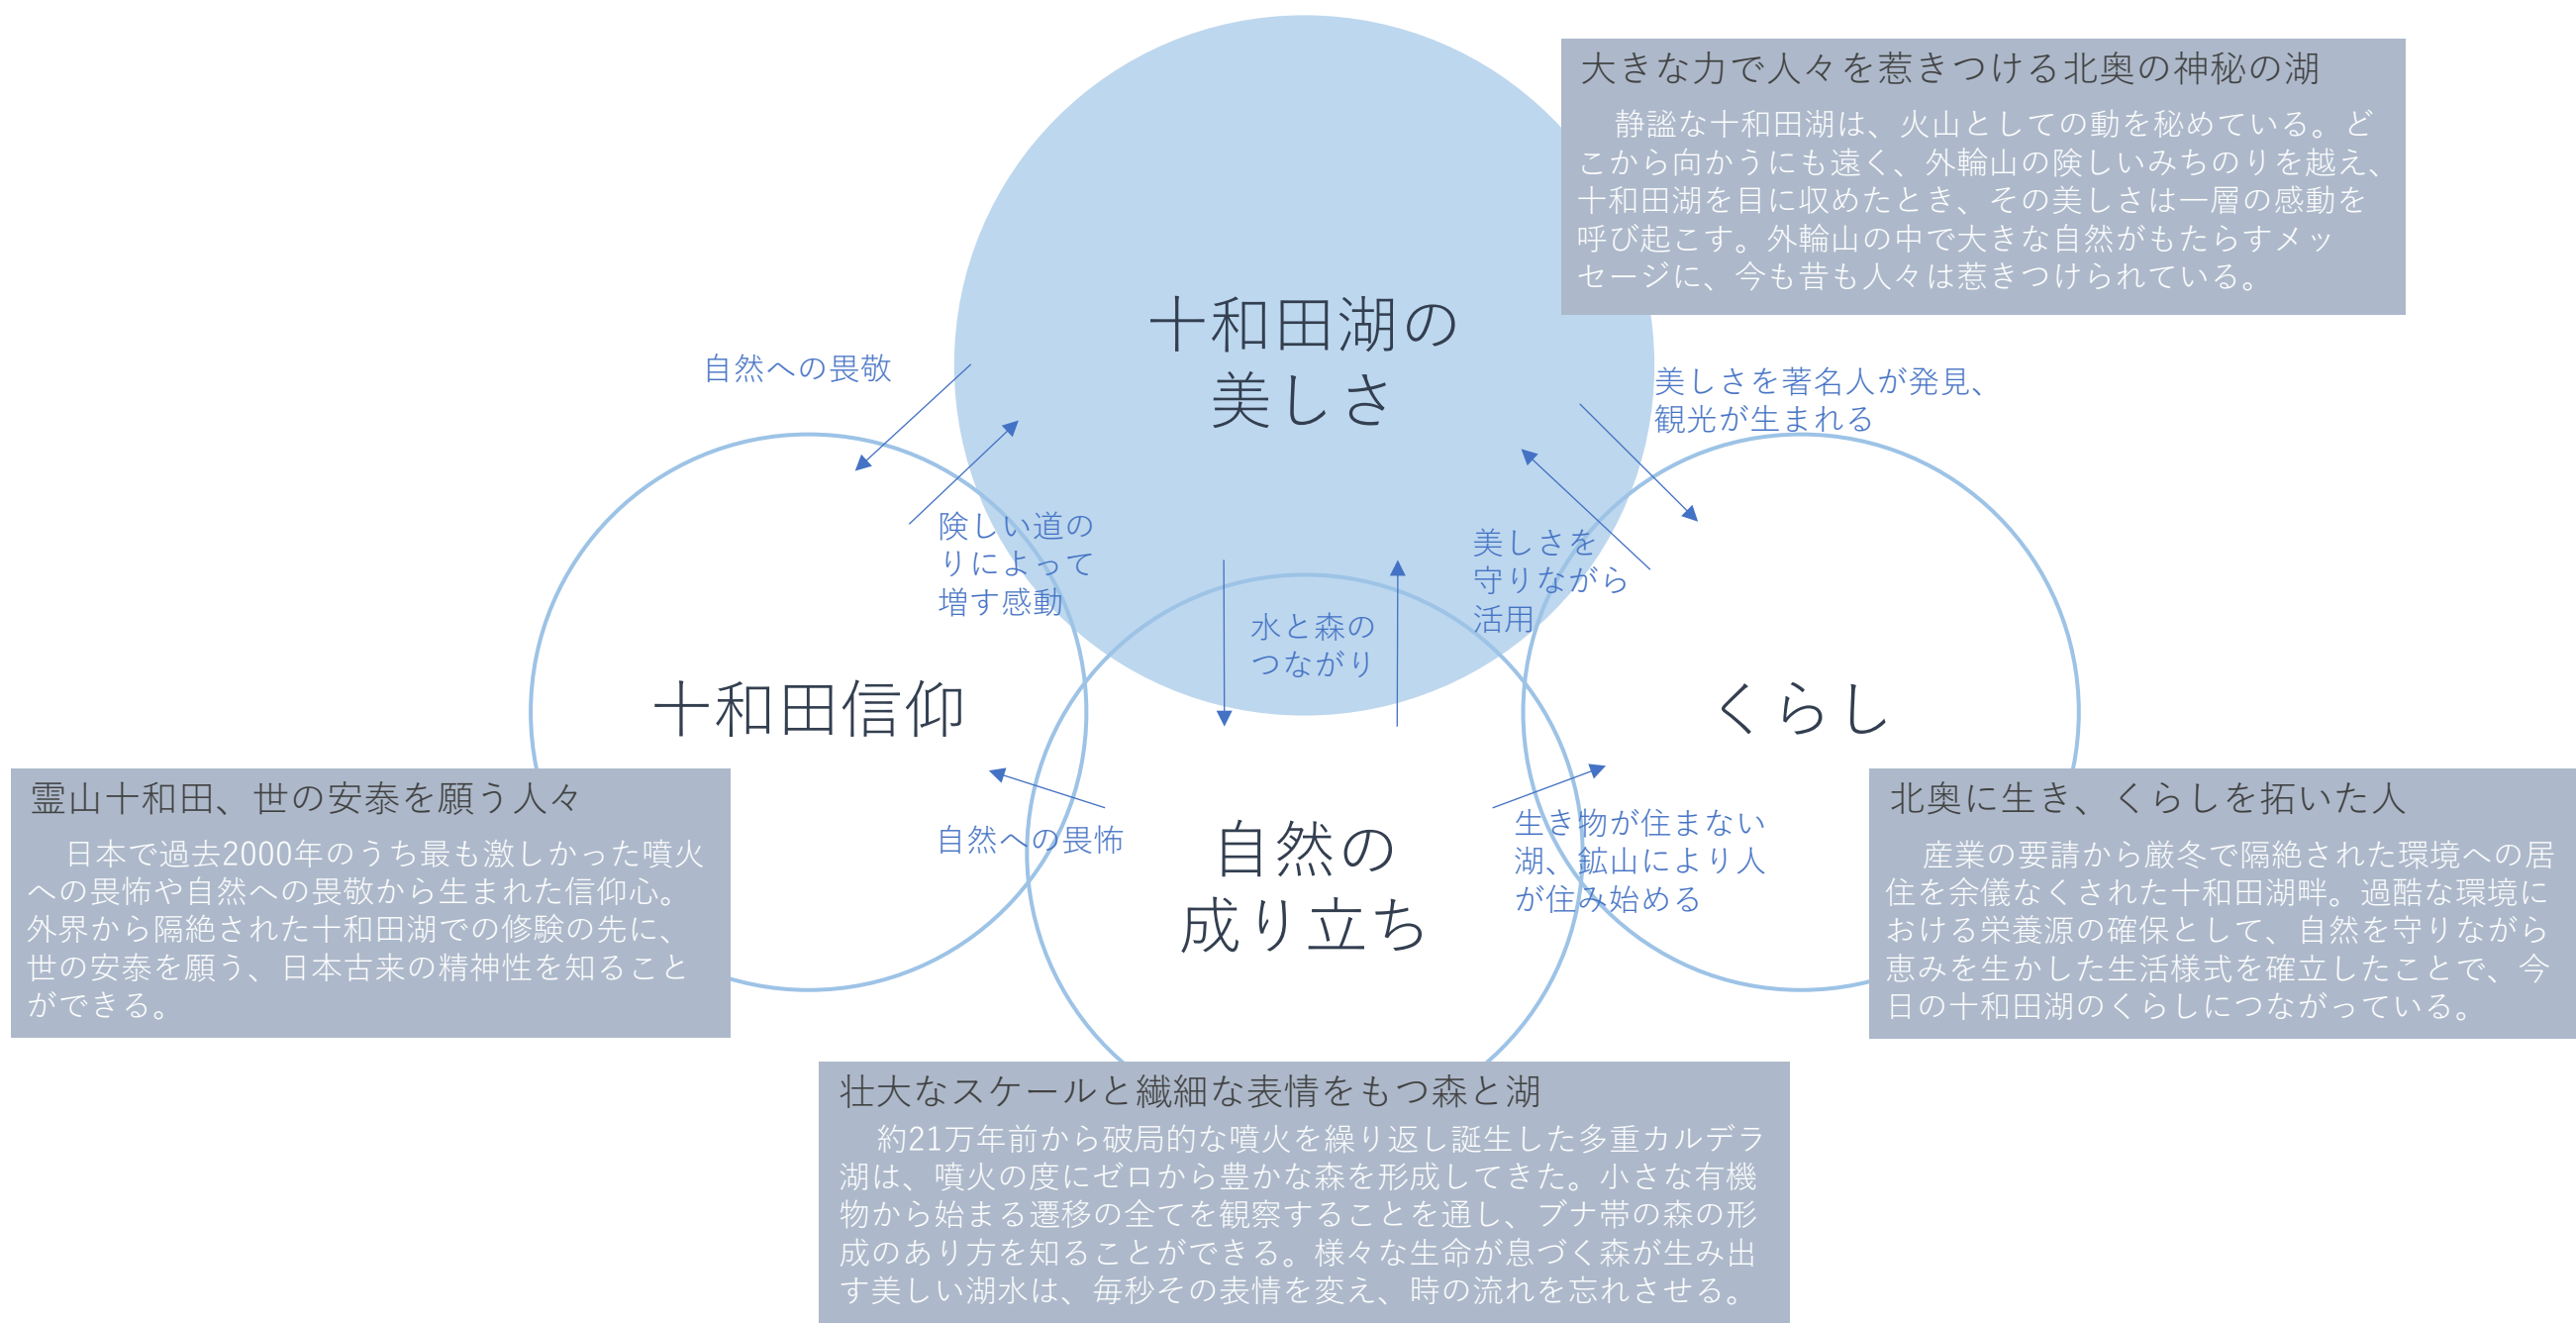 大きな力で人々を惹きつける北奥の神秘の湖
静謐な十和田湖は、火山としての動を秘めている。ど
こから向かうにも遠く、外輪山の険しいみちのりを越え、
十和田湖を目に収めたとき、その美しさは一層の感動を
呼び起こす。外輪山の中で大きな自然がもたらすメッ
セージに、今も昔も人々は惹きつけられている。
十和田湖の
美しさ
自然への畏敬
美しさを著名人が発見、
観光が生まれる
険しい道の
りによって
増す感動
美しさを
守りながら
活用
水と森の
つながり
十和田信仰
くらし
霊山十和田、世の安泰を願う人々
日本で過去2000年のうち最も激しかった噴火
への畏怖や自然への畏敬から生まれた信仰心。
外界から隔絶された十和田湖での修験の先に、
世の安泰を願う、日本古来の精神性を知ること
ができる。
自然への畏怖
自然の
成り立ち
生き物が住まない
湖、鉱山により人
が住み始める
北奥に生き、くらしを拓いた人
産業の要請から厳冬で隔絶された環境への居
住を余儀なくされた十和田湖畔。過酷な環境に
おける栄養源の確保として、自然を守りながら
恵みを生かした生活様式を確立したことで、今
日の十和田湖のくらしにつながっている。
壮大なスケールと繊細な表情をもつ森と湖
約21万年前から破局的な噴火を繰り返し誕生した多重カルデラ
湖は、噴火の度にゼロから豊かな森を形成してきた。小さな有機
物から始まる遷移の全てを観察することを通し、ブナ帯の森の形
成のあり方を知ることができる。様々な生命が息づく森が生み出
す美しい湖水は、毎秒その表情を変え、時の流れを忘れさせる。